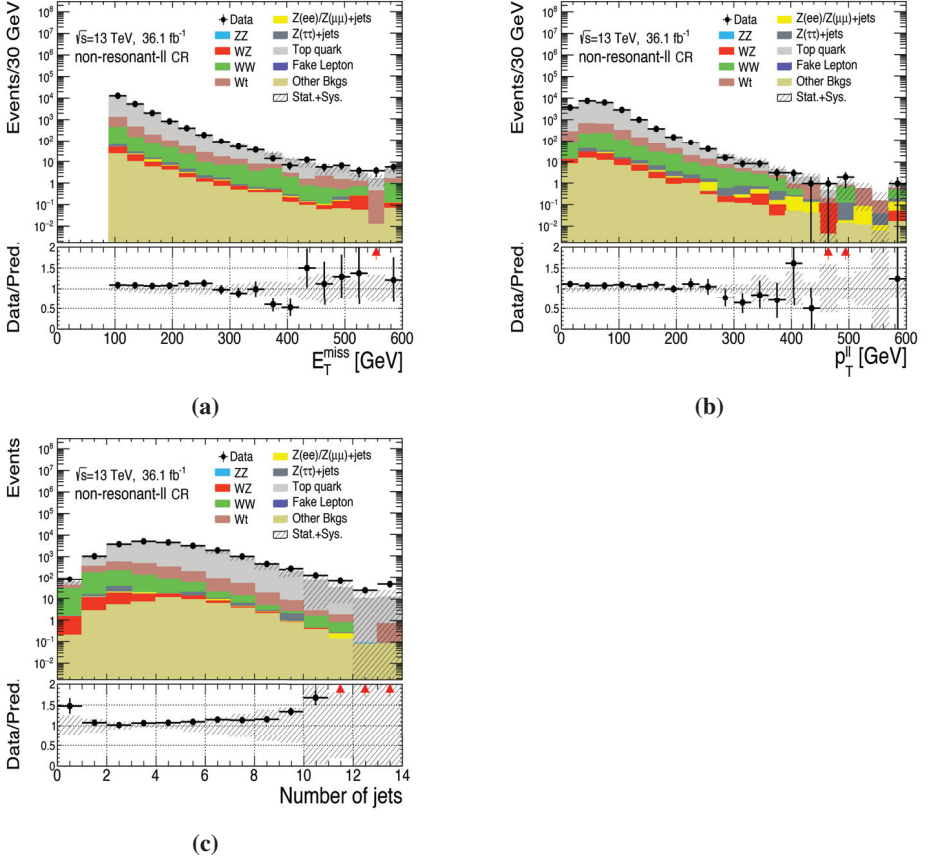 Events/30 GeV
10⁸
10⁷
10⁶
10⁵
10⁴
10³
10²
10
1
10⁻¹
10⁻²
√s=13 TeV, 36.1 fb⁻¹
non-resonant-ll CR
Data
ZZ
WZ
WW
Wt
Z(ee)/Z(μμ)+jets
Z(ττ)+jets
Top quark
Fake Lepton
Other Bkgs
Stat.+Sys.
Data/Pred.
2
1.5
1
0.5
0
0 100 200 300 400 500 600
E_T^miss [GeV]
(a)
Events/30 GeV
10⁸
10⁷
10⁶
10⁵
10⁴
10³
10²
10
1
10⁻¹
10⁻²
√s=13 TeV, 36.1 fb⁻¹
non-resonant-ll CR
Data
ZZ
WZ
WW
Wt
Z(ee)/Z(μμ)+jets
Z(ττ)+jets
Top quark
Fake Lepton
Other Bkgs
Stat.+Sys.
Data/Pred.
2
1.5
1
0.5
0
0 100 200 300 400 500 600
p_T^ll [GeV]
(b)
Events
10⁸
10⁷
10⁶
10⁵
10⁴
10³
10²
10
1
10⁻¹
10⁻²
√s=13 TeV, 36.1 fb⁻¹
non-resonant-ll CR
Data
ZZ
WZ
WW
Wt
Z(ee)/Z(μμ)+jets
Z(ττ)+jets
Top quark
Fake Lepton
Other Bkgs
Stat.+Sys.
Data/Pred.
2
1.5
1
0.5
0
0 2 4 6 8 10 12 14
Number of jets
(c)